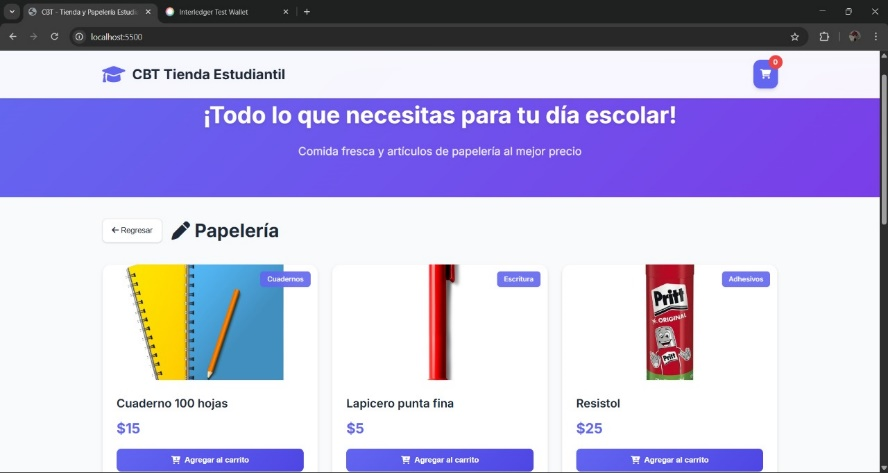 CBT - Tienda y Papelería Estudi
Interledger Test Wallet
localhost:5500
CBT Tienda Estudiantil
0
¡Todo lo que necesitas para tu día escolar!
Comida fresca y artículos de papelería al mejor precio
Regresar
Papelería
Cuadernos
Escritura
Adhesivos
Pritt
ORIGINAL
Pritt
Cuaderno 100 hojas
Lapicero punta fina
Resistol
$15
$5
$25
Agregar al carrito
Agregar al carrito
Agregar al carrito